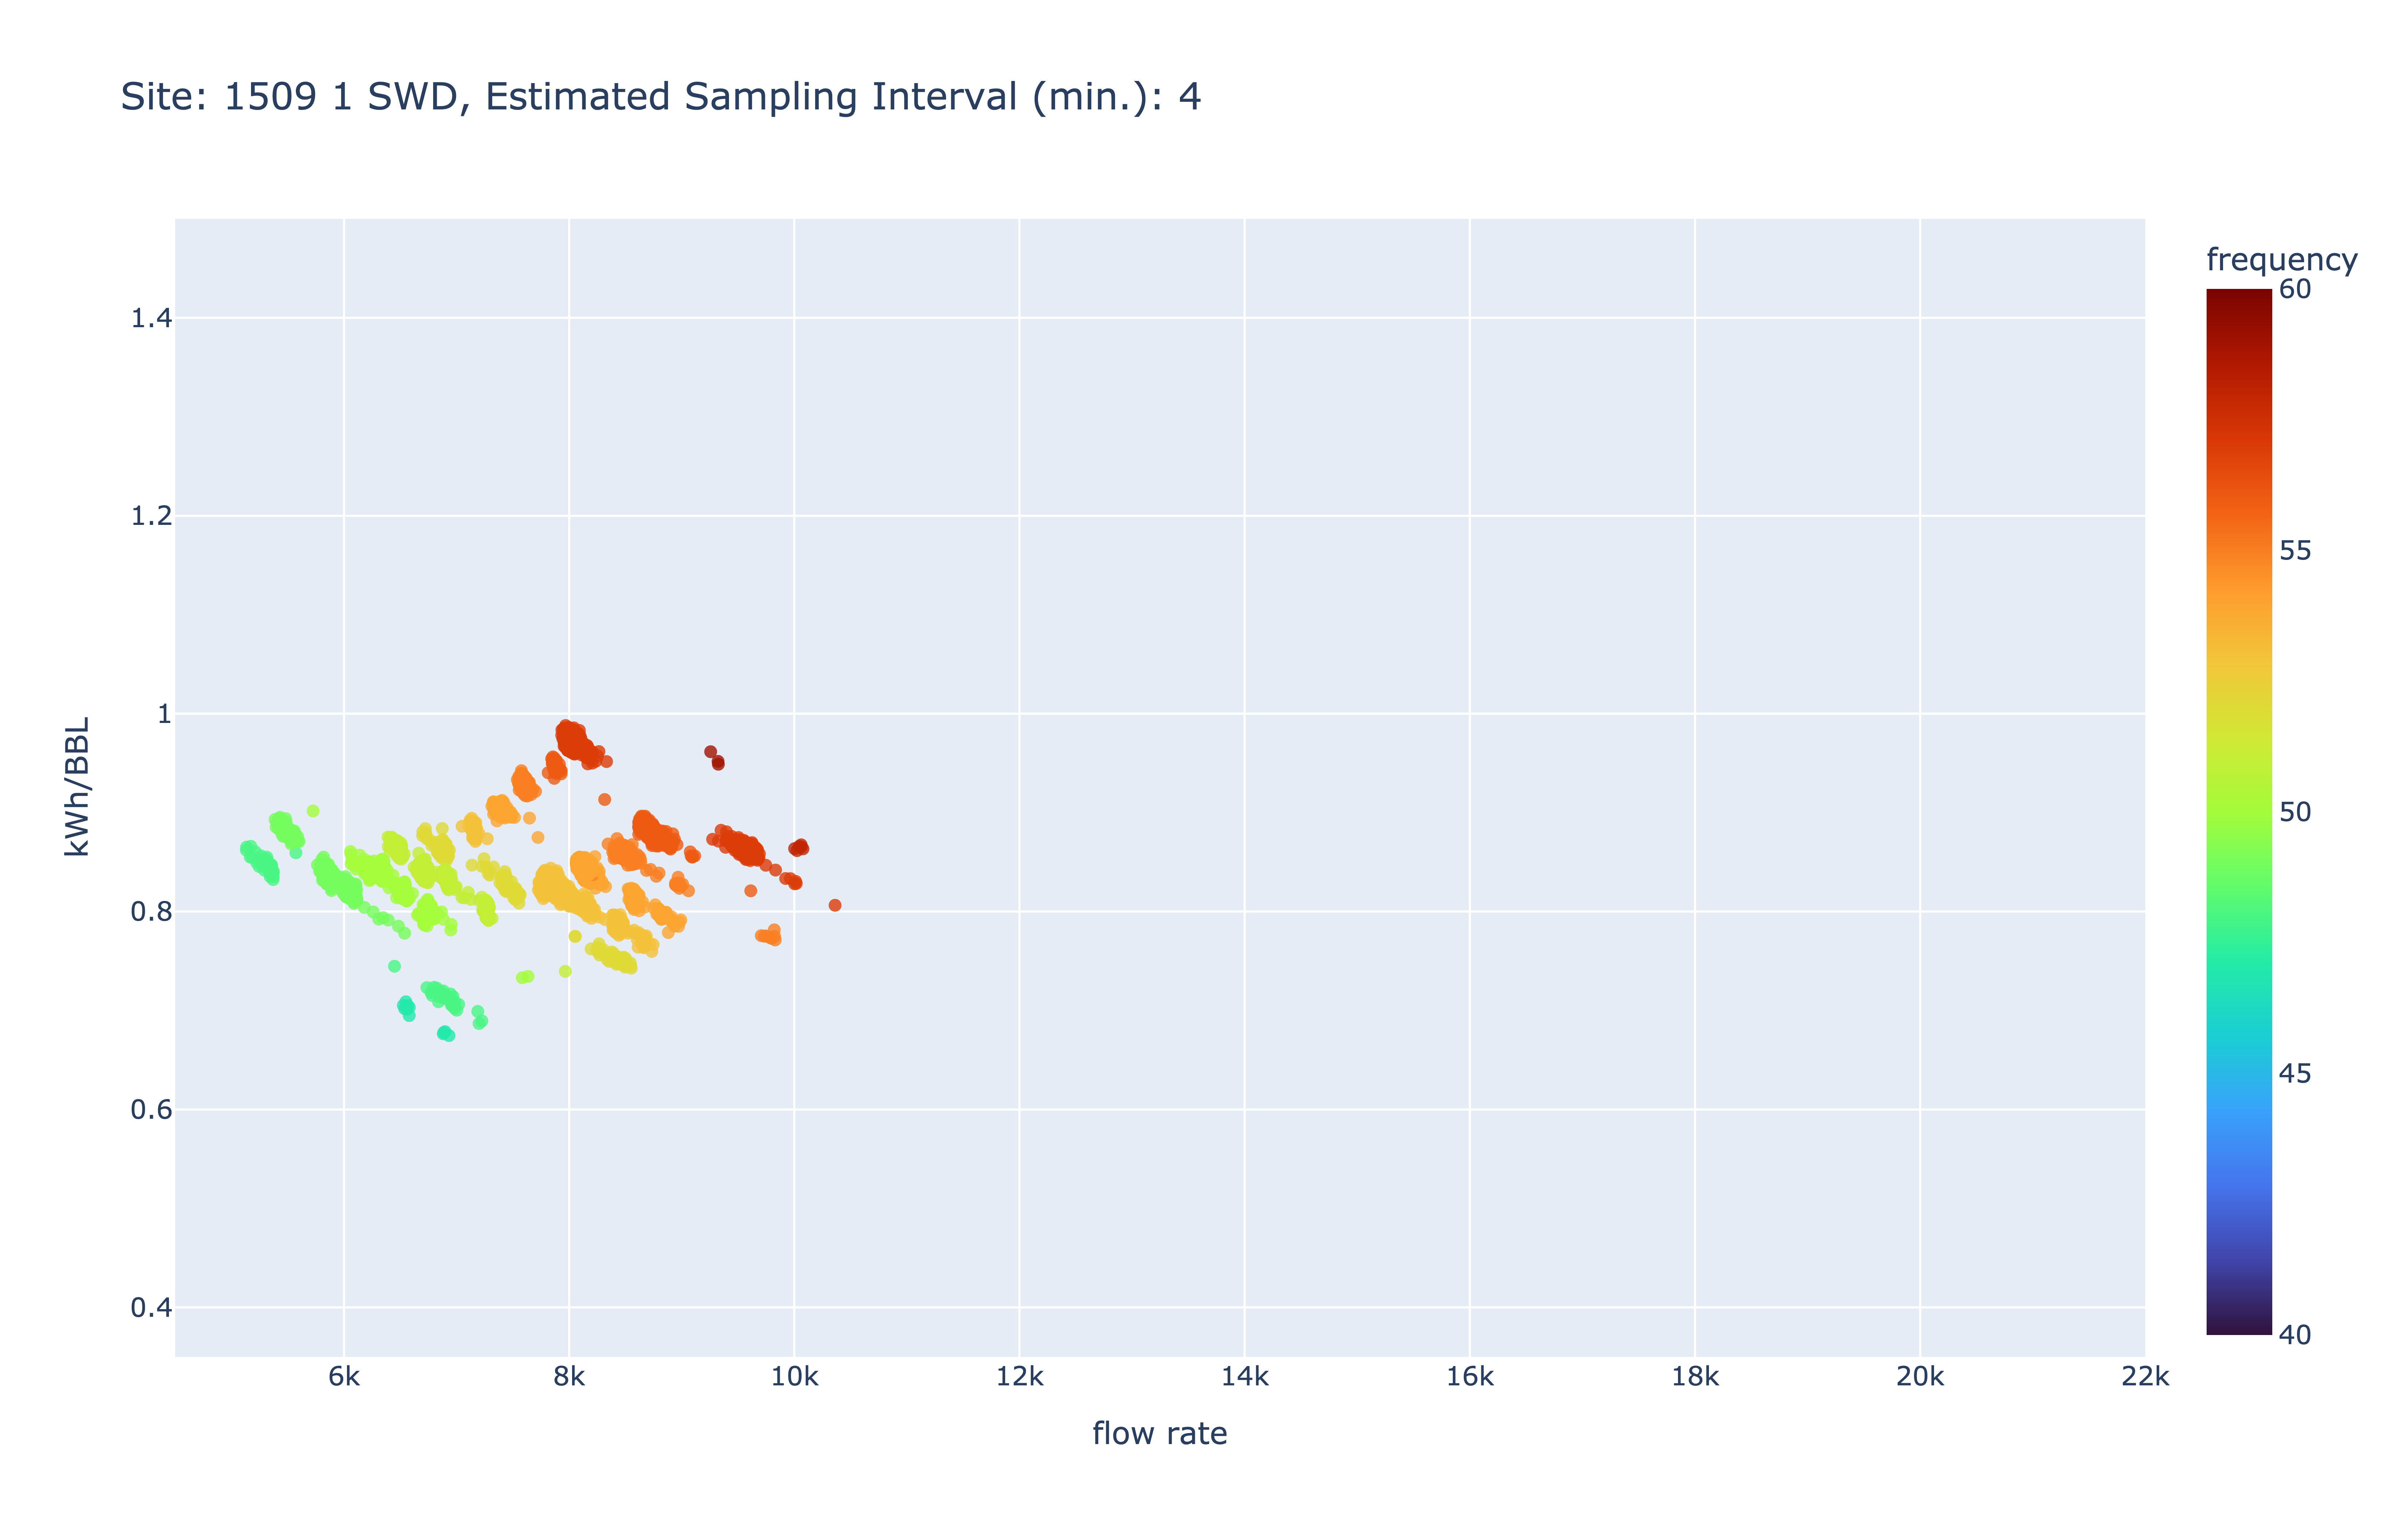 Site: 1509 1 SWD, Estimated Sampling Interval (min.): 4
frequency
60
55
50
45
40
kWh/BBL
1.4
1.2
1
0.8
0.6
0.4
6k 8k 10k 12k 14k 16k 18k 20k 22k
flow rate